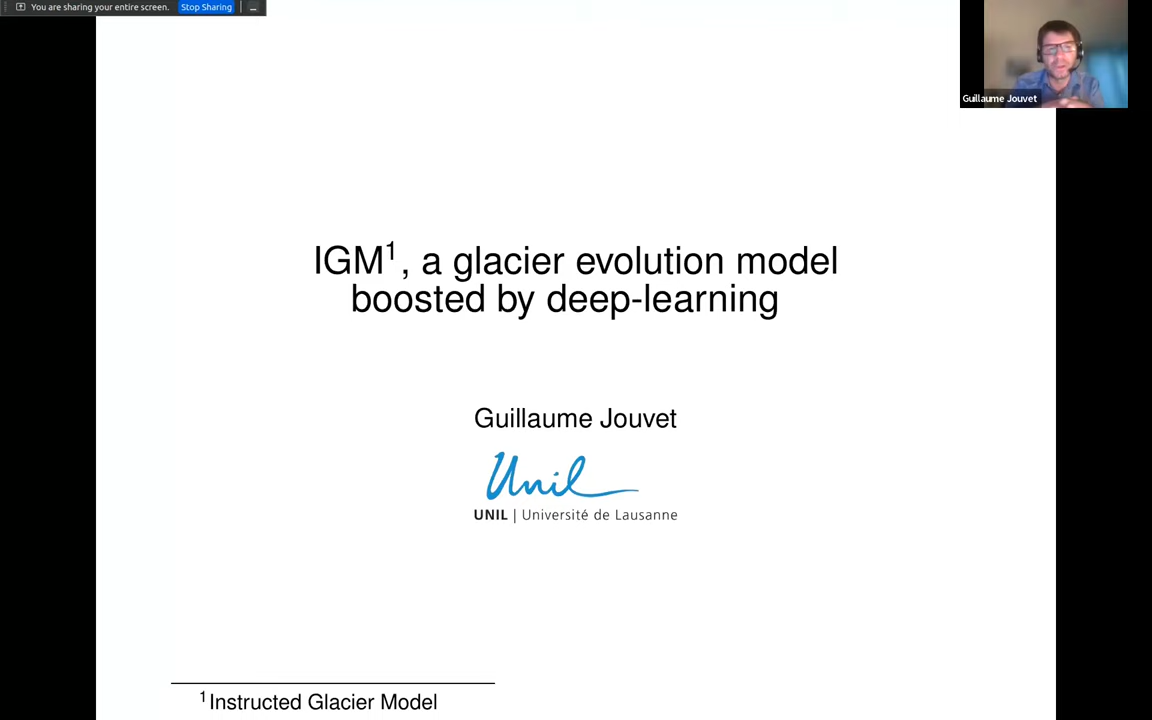 You are sharing your entire screen. Stop Sharing ...
Guillaume Jouvet
IGM¹, a glacier evolution model
boosted by deep-learning
Guillaume Jouvet
Unil
UNIL | Université de Lausanne
¹Instructed Glacier Model